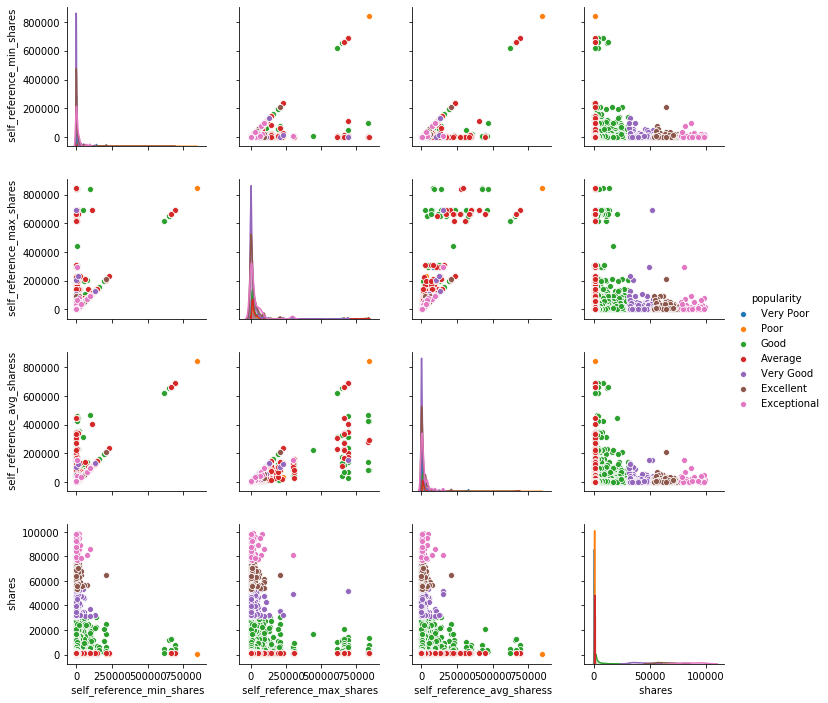 800000
600000
400000
200000
0
self_reference_min_shares
800000
600000
400000
200000
0
self_reference_max_shares
popularity
Very Poor
Poor
Good
Average
Very Good
Excellent
Exceptional
800000
600000
400000
200000
0
self_reference_avg_sharess
100000
80000
60000
40000
20000
0
shares
0 250000 500000 750000
self_reference_min_shares
0 250000 500000 750000
self_reference_max_shares
0 250000 500000 750000
self_reference_avg_sharess
0 50000 100000
shares